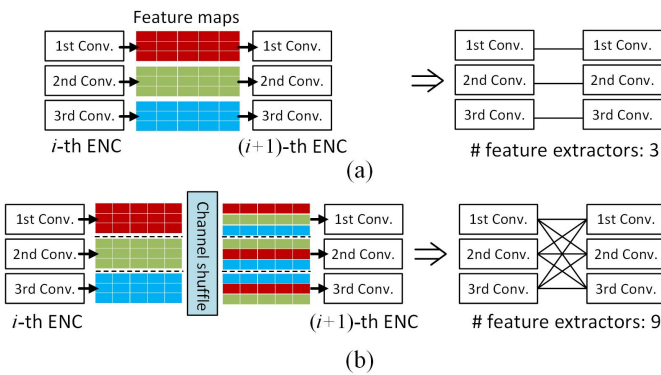 Feature maps
1st Conv. 1st Conv. 1st Conv. 1st Conv.
2nd Conv. 2nd Conv. 2nd Conv. 2nd Conv.
3rd Conv. 3rd Conv. 3rd Conv. 3rd Conv.
i-th ENC (i+1)-th ENC # feature extractors: 3
(a)
Channel shuffle
1st Conv. 1st Conv. 1st Conv. 1st Conv.
2nd Conv. 2nd Conv. 2nd Conv. 2nd Conv.
3rd Conv. 3rd Conv. 3rd Conv. 3rd Conv.
i-th ENC (i+1)-th ENC # feature extractors: 9
(b)